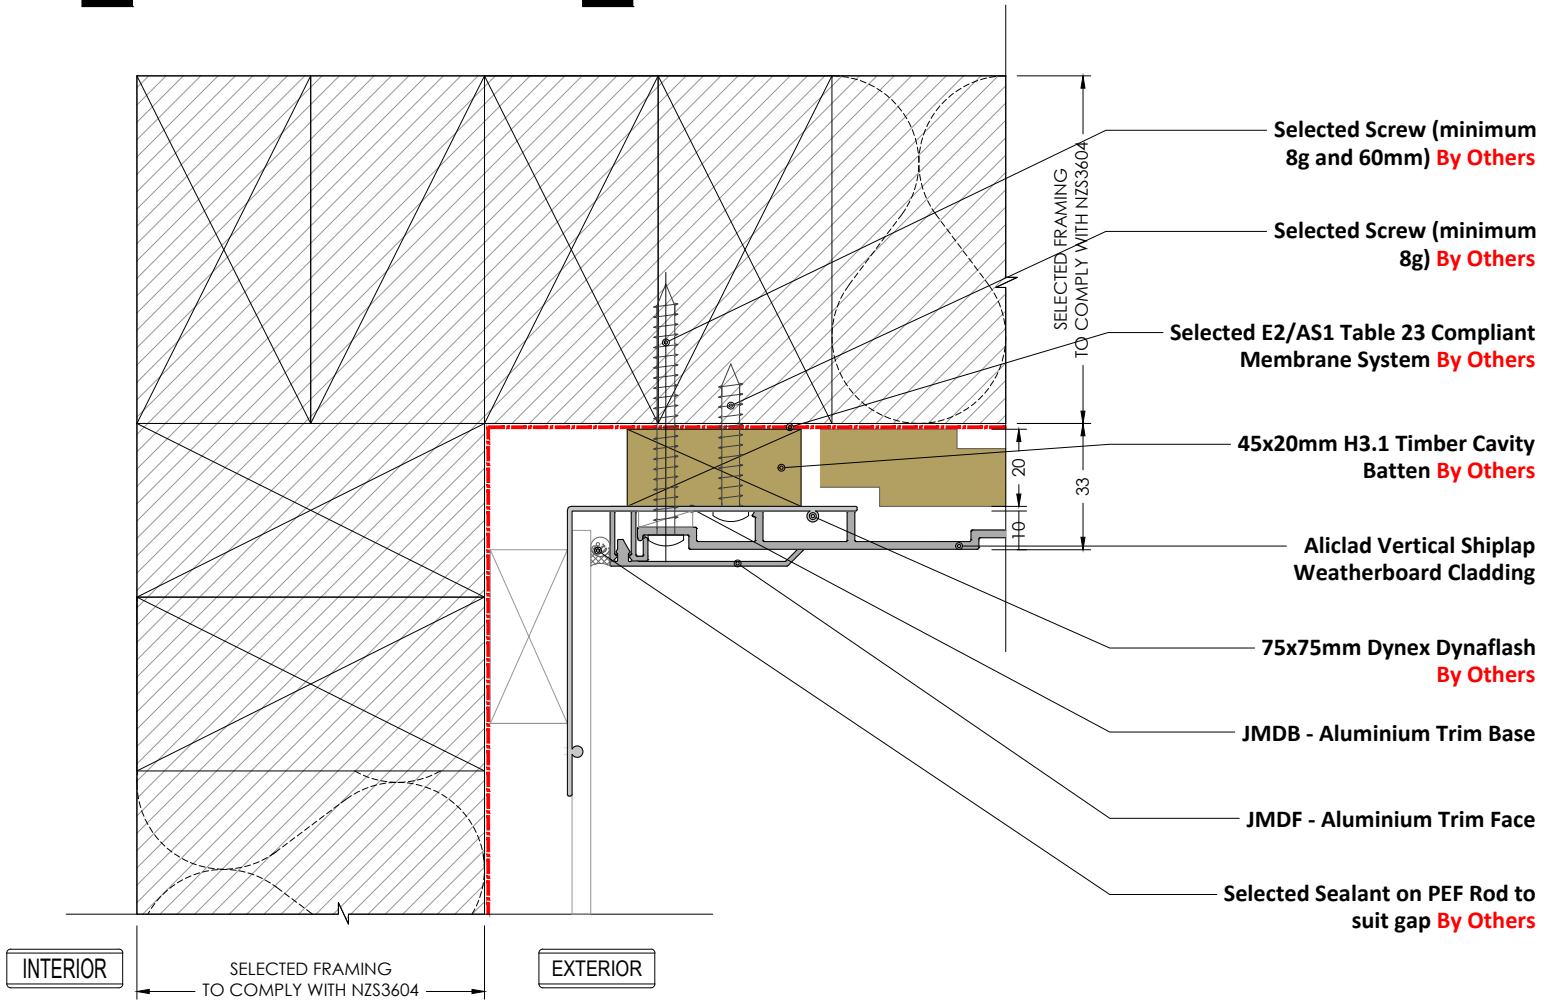 Selected Screw (minimum
8g and 60mm) By Others
Selected Screw (minimum
8g) By Others
Selected E2/AS1 Table 23 Compliant
Membrane System By Others
45x20mm H3.1 Timber Cavity
Batten By Others
Aliclad Vertical Shiplap
Weatherboard Cladding
75x75mm Dynex Dynaflash
By Others
JMDB - Aluminium Trim Base
JMDF - Aluminium Trim Face
Selected Sealant on PEF Rod to
suit gap By Others
SELECTED FRAMING
TO COMPLY WITH NZS3604
20
33
10
INTERIOR
SELECTED FRAMING
TO COMPLY WITH NZS3604
EXTERIOR